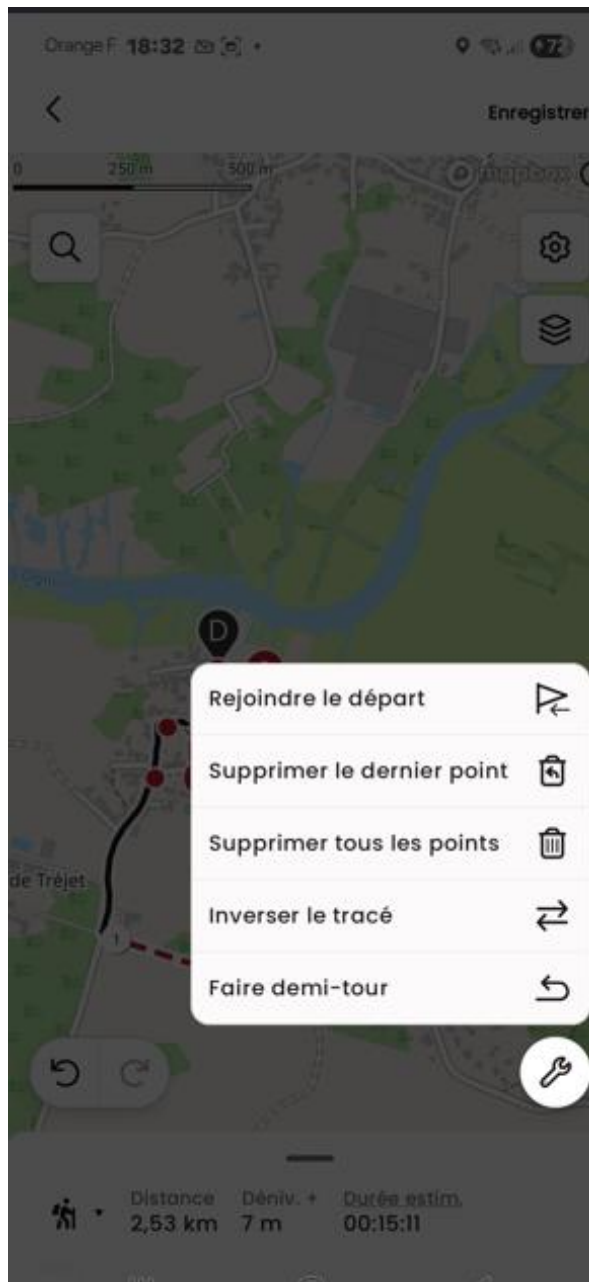 Orange F 18:32
72
Enregistrer
0 250 m 500 m
mapbox
D
Rejoindre le départ
Supprimer le dernier point
Supprimer tous les points
de Tréjet
Inverser le tracé
1
Faire demi-tour
Distance Déniv. + Durée estim.
2,53 km 7 m 00:15:11